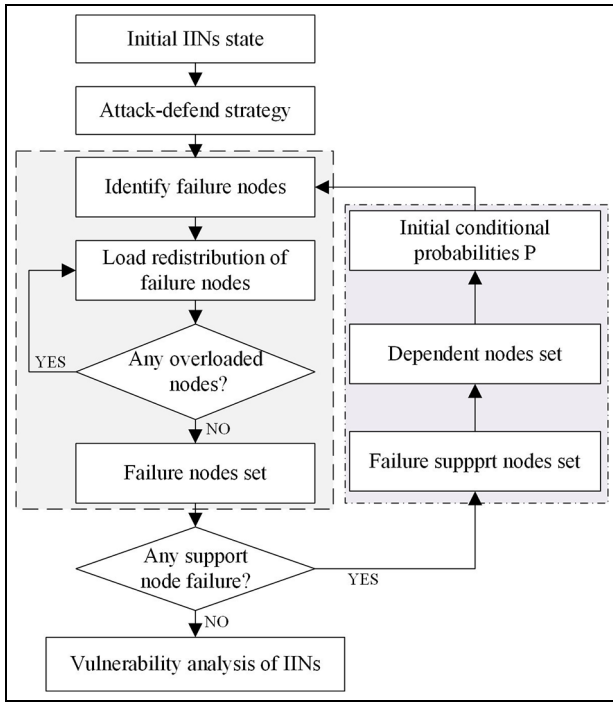 Initial IINs state
Attack-defend strategy
Identify failure nodes
Load redistribution of
failure nodes
Any overloaded
nodes?
YES
NO
Failure nodes set
Any support
node failure?
YES
NO
Vulnerability analysis of IINs
Initial conditional
probabilities P
Dependent nodes set
Failure suppprt nodes set